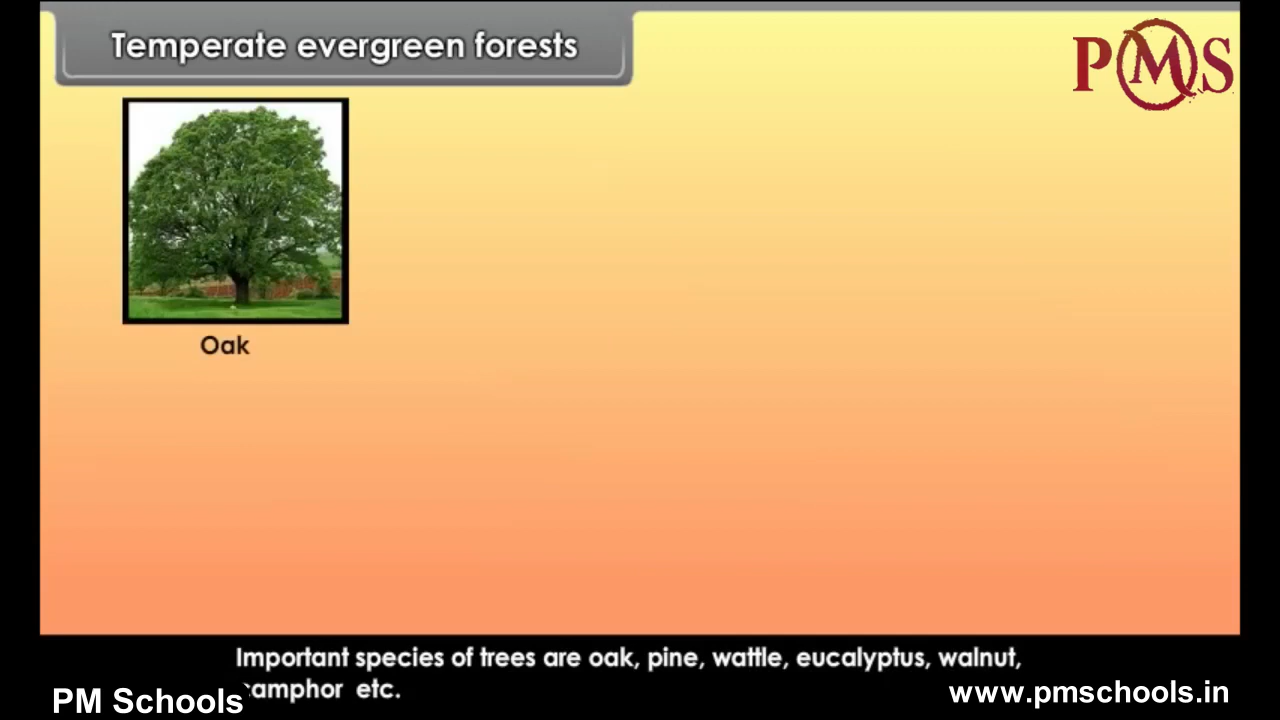 Temperate evergreen forests
PMS
Oak
Important species of trees are oak, pine, wattle, eucalyptus, walnut,
camphor etc.
PM Schools
www.pmschools.in